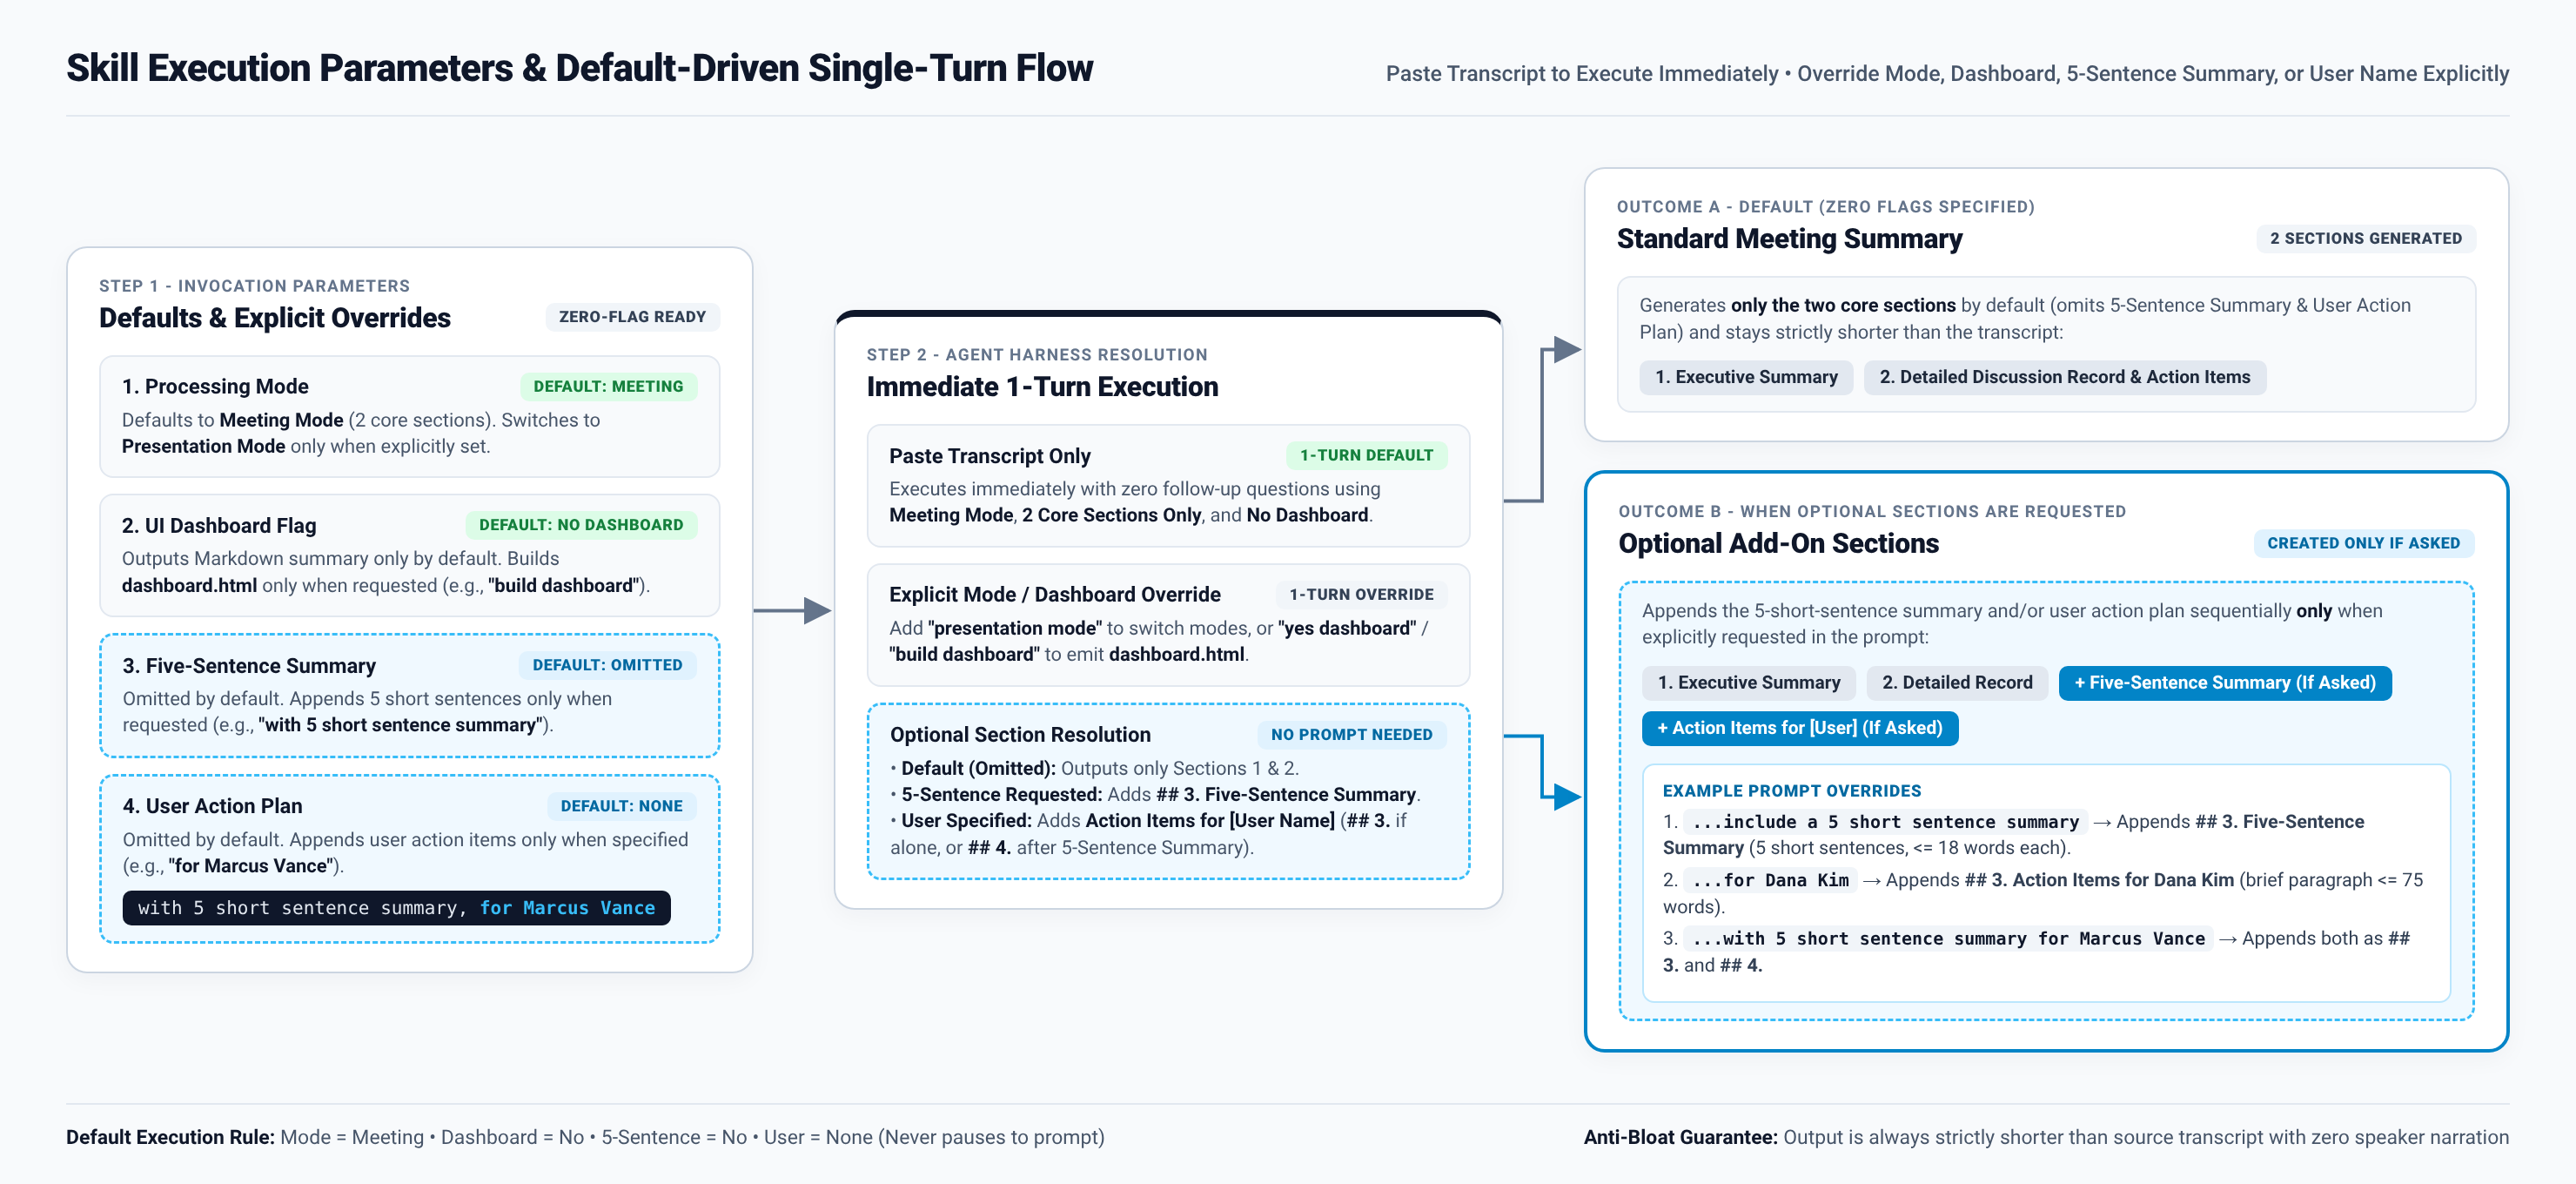 Skill Execution Parameters & Default-Driven Single-Turn Flow
Paste Transcript to Execute Immediately • Override Mode, Dashboard, 5-Sentence Summary, or User Name Explicitly
STEP 1 - INVOCATION PARAMETERS
Defaults & Explicit Overrides
ZERO-FLAG READY
1. Processing Mode
DEFAULT: MEETING
Defaults to Meeting Mode (2 core sections). Switches to
Presentation Mode only when explicitly set.
2. UI Dashboard Flag
DEFAULT: NO DASHBOARD
Outputs Markdown summary only by default. Builds
dashboard.html only when requested (e.g., "build dashboard").
3. Five-Sentence Summary
DEFAULT: OMITTED
Omitted by default. Appends 5 short sentences only when
requested (e.g., "with 5 short sentence summary").
4. User Action Plan
DEFAULT: NONE
Omitted by default. Appends user action items only when specified
(e.g., "for Marcus Vance").
with 5 short sentence summary, for Marcus Vance
STEP 2 - AGENT HARNESS RESOLUTION
Immediate 1-Turn Execution
Paste Transcript Only
1-TURN DEFAULT
Executes immediately with zero follow-up questions using
Meeting Mode, 2 Core Sections Only, and No Dashboard.
Explicit Mode / Dashboard Override
1-TURN OVERRIDE
Add "presentation mode" to switch modes, or "yes dashboard" /
"build dashboard" to emit dashboard.html.
Optional Section Resolution
NO PROMPT NEEDED
• Default (Omitted): Outputs only Sections 1 & 2.
• 5-Sentence Requested: Adds ## 3. Five-Sentence Summary.
• User Specified: Adds Action Items for [User Name] (## 3. if
alone, or ## 4. after 5-Sentence Summary).
OUTCOME A - DEFAULT (ZERO FLAGS SPECIFIED)
Standard Meeting Summary
2 SECTIONS GENERATED
Generates only the two core sections by default (omits 5-Sentence Summary & User Action
Plan) and stays strictly shorter than the transcript:
1. Executive Summary
2. Detailed Discussion Record & Action Items
OUTCOME B - WHEN OPTIONAL SECTIONS ARE REQUESTED
Optional Add-On Sections
CREATED ONLY IF ASKED
Appends the 5-short-sentence summary and/or user action plan sequentially only when
explicitly requested in the prompt:
1. Executive Summary
2. Detailed Record
+ Five-Sentence Summary (If Asked)
+ Action Items for [User] (If Asked)
EXAMPLE PROMPT OVERRIDES
1. ...include a 5 short sentence summary → Appends ## 3. Five-Sentence
Summary (5 short sentences, <= 18 words each).
2. ...for Dana Kim → Appends ## 3. Action Items for Dana Kim (brief paragraph <= 75
words).
3. ...with 5 short sentence summary for Marcus Vance → Appends both as ##
3. and ## 4.
Default Execution Rule: Mode = Meeting • Dashboard = No • 5-Sentence = No • User = None (Never pauses to prompt)
Anti-Bloat Guarantee: Output is always strictly shorter than source transcript with zero speaker narration